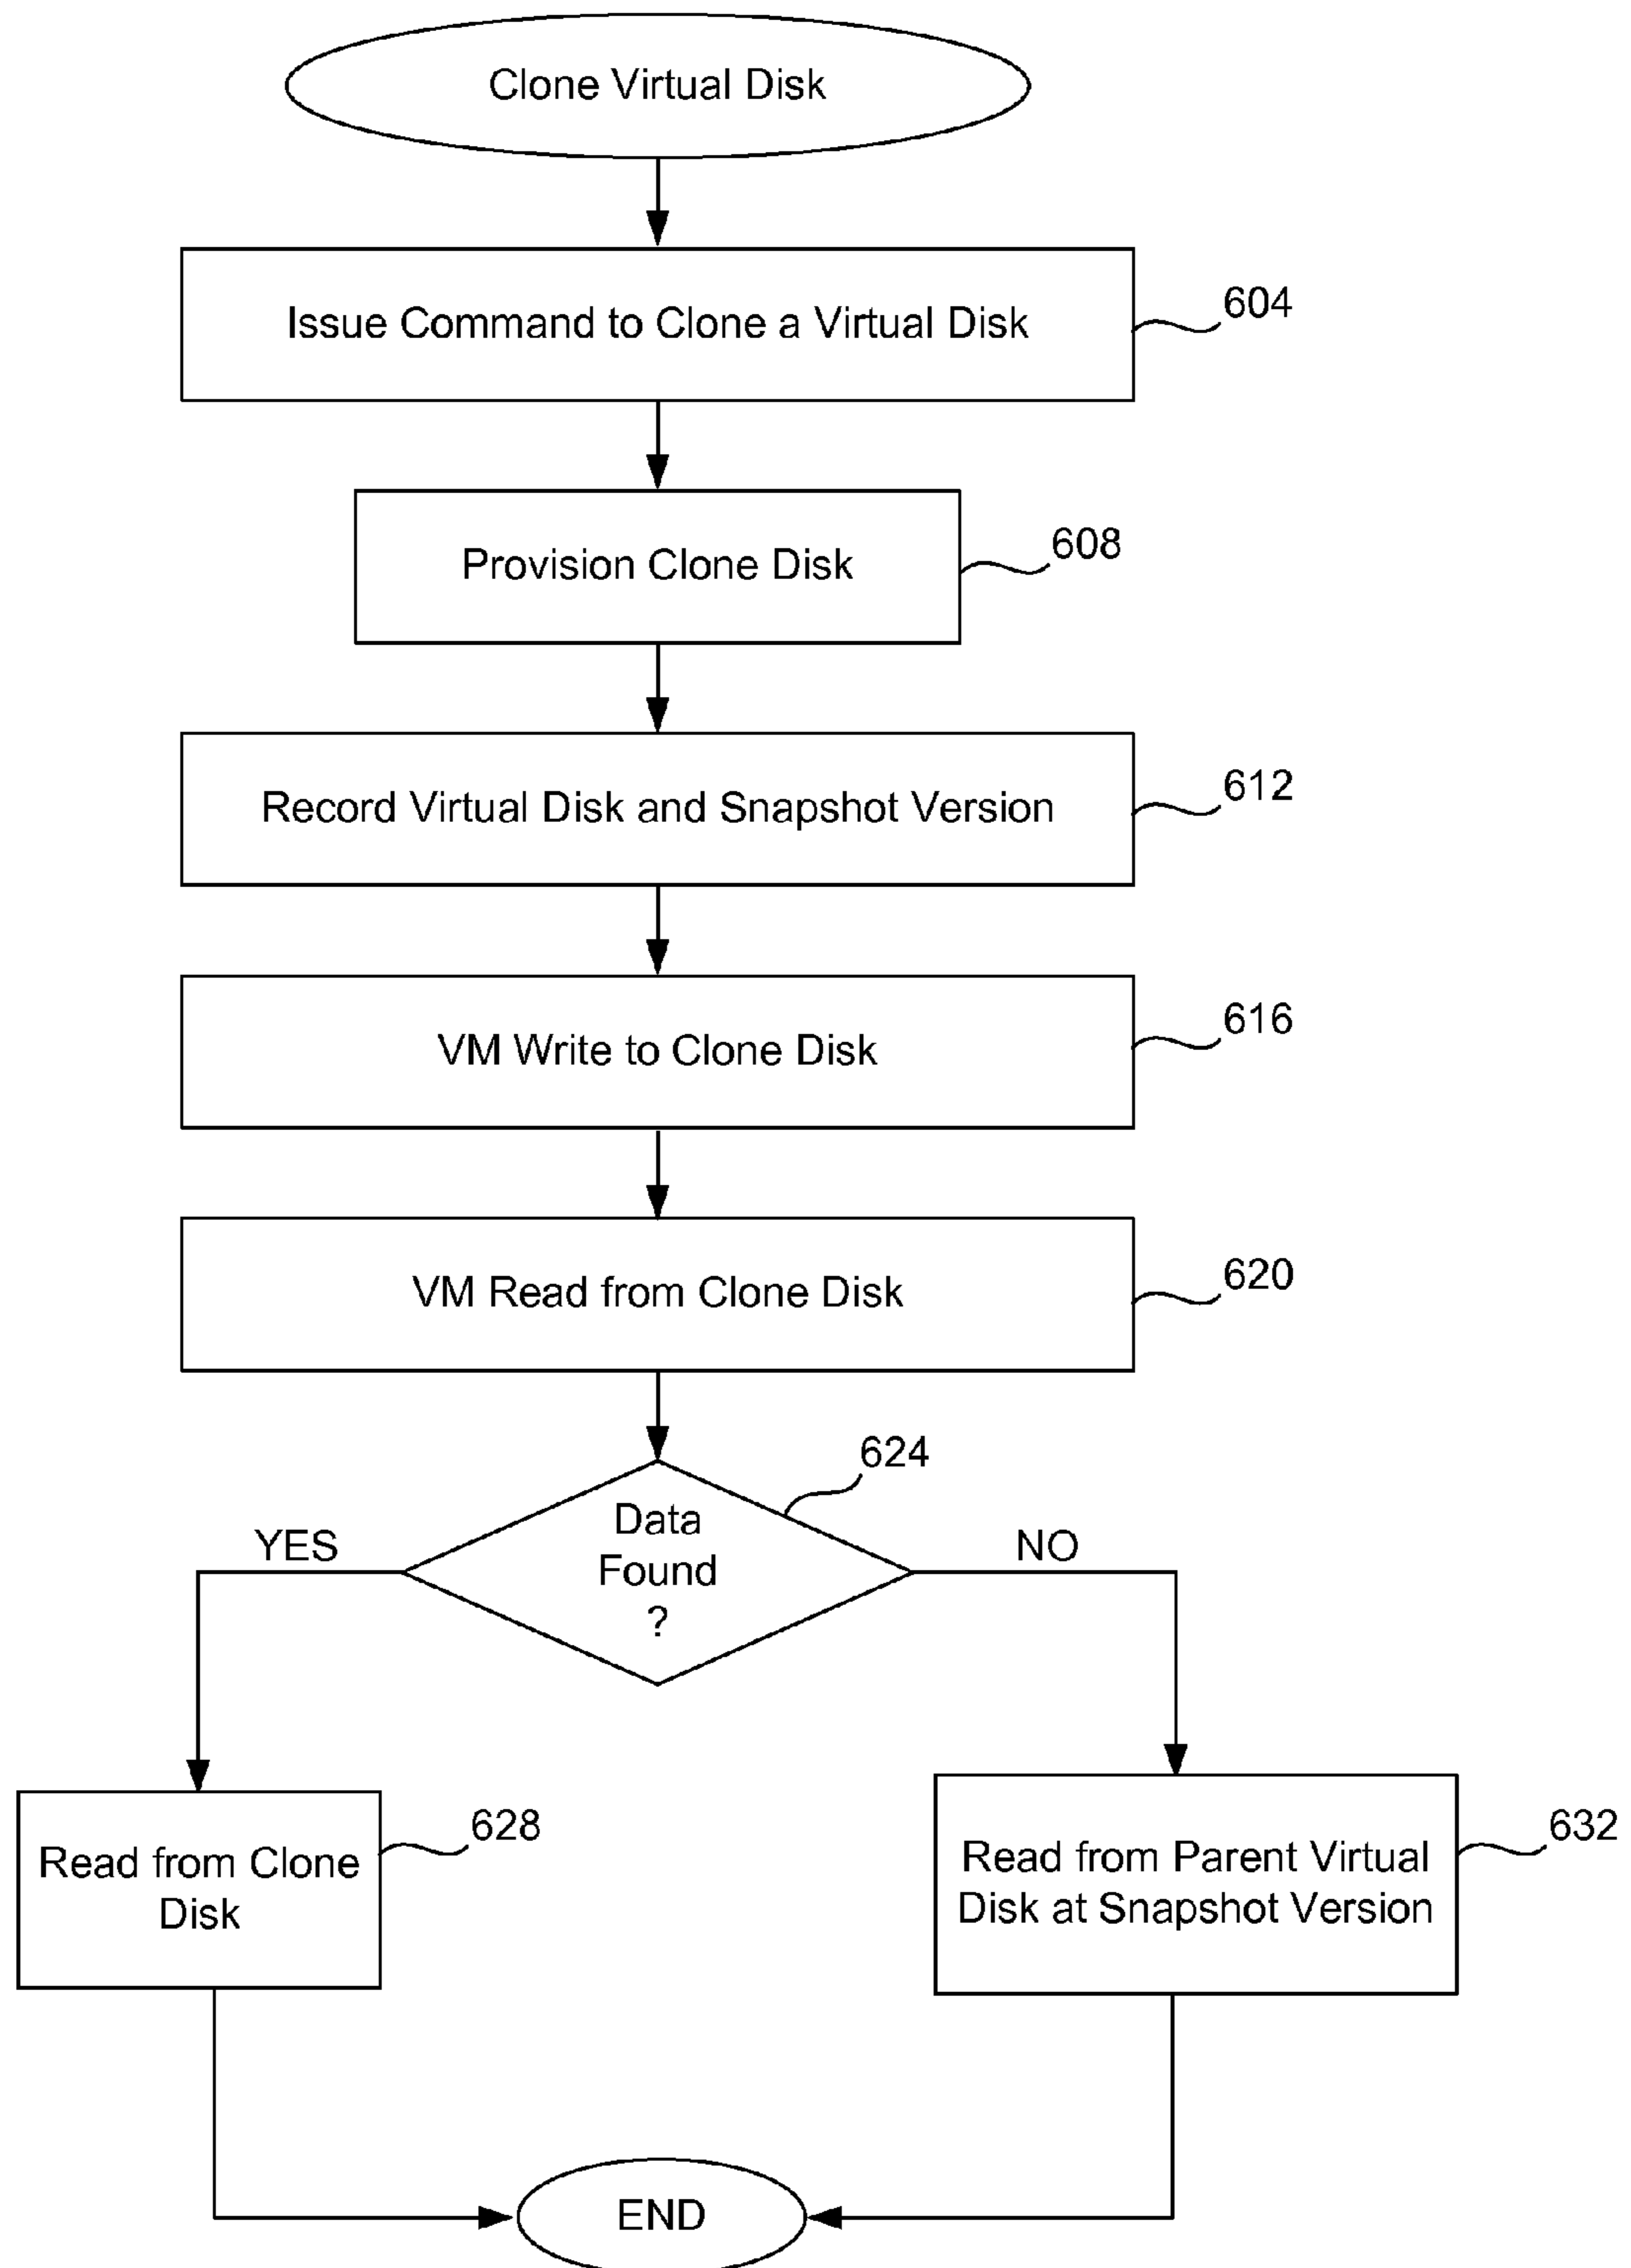 Clone Virtual Disk
Issue Command to Clone a Virtual Disk
604
Provision Clone Disk
608
Record Virtual Disk and Snapshot Version
612
VM Write to Clone Disk
616
VM Read from Clone Disk
620
624
Data
Found
?
YES
NO
Read from Clone
Disk
628
Read from Parent Virtual
Disk at Snapshot Version
632
END